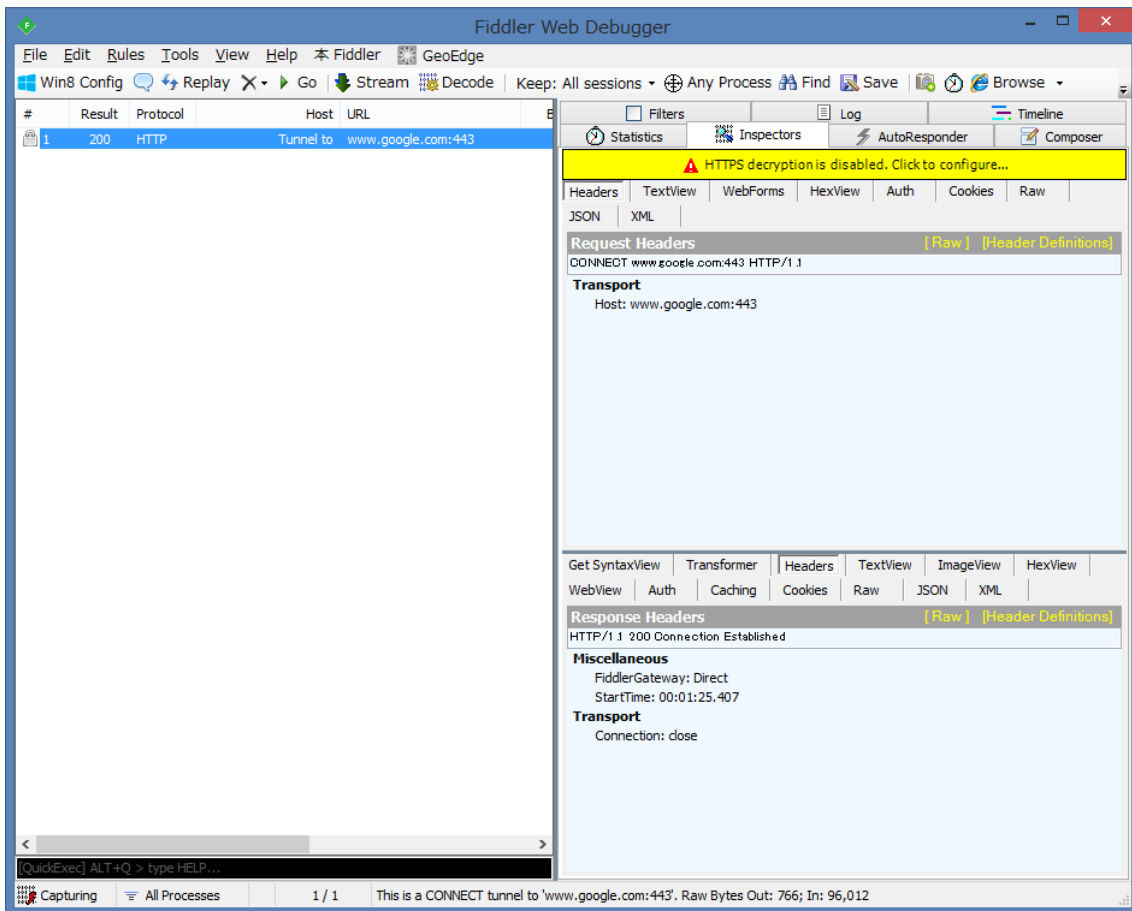 Fiddler Web Debugger
File Edit Rules Tools View Help 本 Fiddler GeoEdge
Win8 Config Replay Go Stream Decode Keep: All sessions Any Process Find Save Browse
# Result Protocol Host URL B
1 200 HTTP Tunnel to www.google.com:443
Filters Log Timeline
Statistics Inspectors AutoResponder Composer
HTTPS decryption is disabled. Click to configure...
Headers TextView WebForms HexView Auth Cookies Raw
JSON XML
Request Headers [ Raw ] [Header Definitions]
CONNECT www.google.com:443 HTTP/1.1
Transport
Host: www.google.com:443
Get SyntaxView Transformer Headers TextView ImageView HexView
WebView Auth Caching Cookies Raw JSON XML
Response Headers [ Raw ] [Header Definitions]
HTTP/1.1 200 Connection Established
Miscellaneous
FiddlerGateway: Direct
StartTime: 00:01:25.407
Transport
Connection: close
[QuickExec] ALT+Q > type HELP...
Capturing All Processes 1 / 1 This is a CONNECT tunnel to 'www.google.com:443'. Raw Bytes Out: 766; In: 96,012